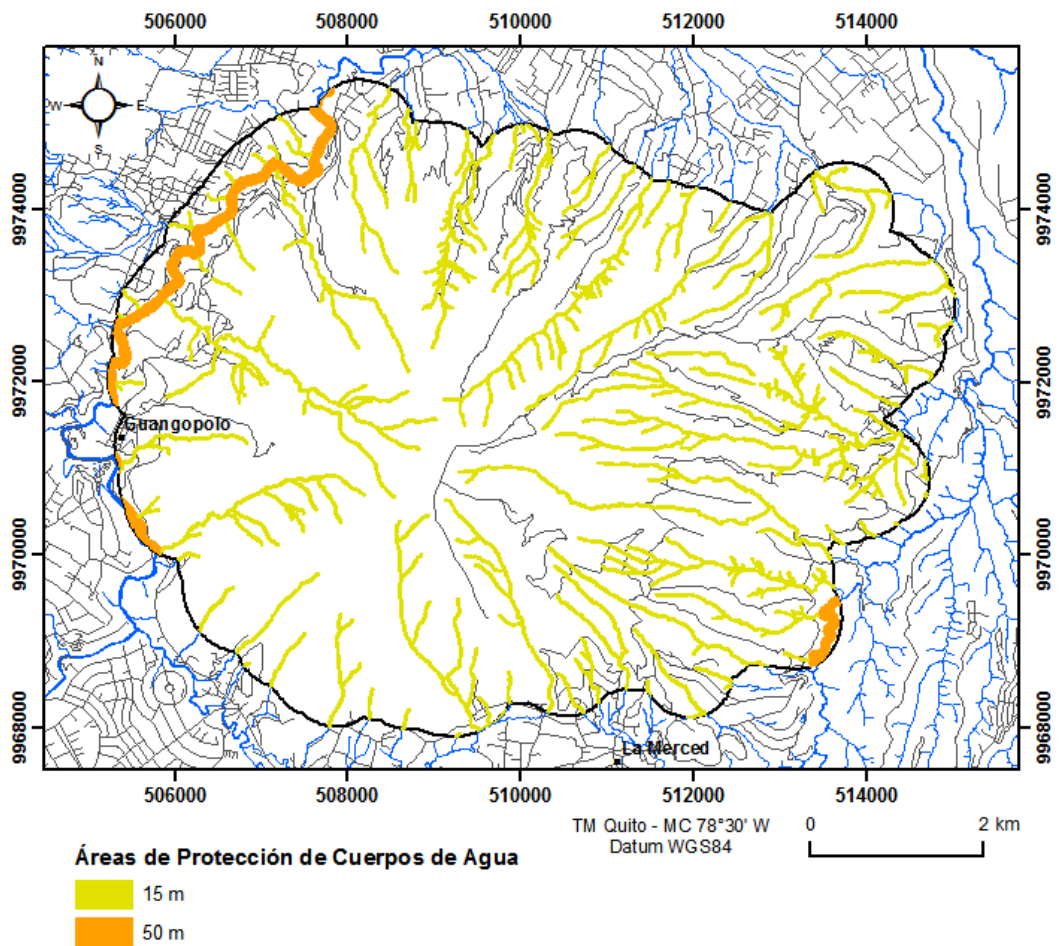 506000 508000 510000 512000 514000
N
W E
S
9974000 9974000
9972000 9972000
Guangopolo
9970000 9970000
9968000 9968000
La Merced
506000 508000 510000 512000 514000
TM Quito - MC 78°30' W
Datum WGS84
0 2 km
Áreas de Protección de Cuerpos de Agua
15 m
50 m